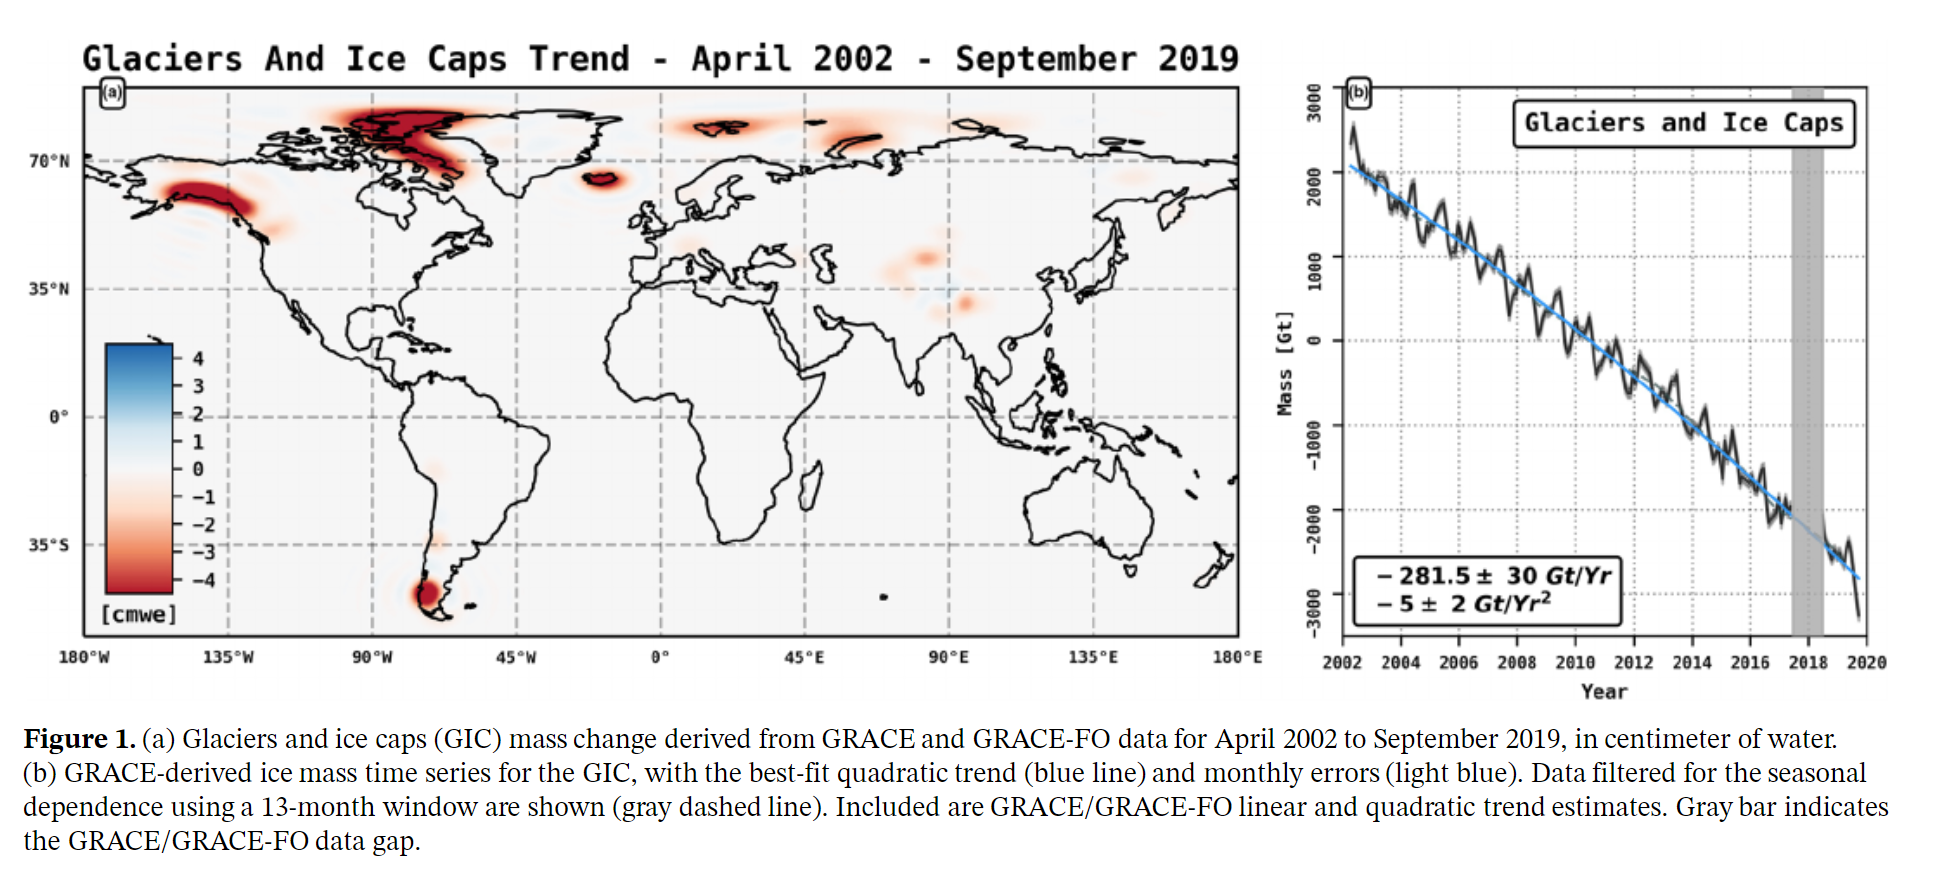 Glaciers And Ice Caps Trend - April 2002 - September 2019
(a)
70°N
35°N
0°
35°S
4
3
2
1
0
−1
−2
−3
−4
[cmwe]
180°W 135°W 90°W 45°W 0° 45°E 90°E 135°E 180°E
(b)
Glaciers and Ice Caps
3000
2000
1000
0
−1000
−2000
−3000
Mass [Gt]
− 281.5 ± 30 Gt/Yr
− 5 ± 2 Gt/Yr²
2002 2004 2006 2008 2010 2012 2014 2016 2018 2020
Year
Figure 1. (a) Glaciers and ice caps (GIC) mass change derived from GRACE and GRACE-FO data for April 2002 to September 2019, in centimeter of water.
(b) GRACE-derived ice mass time series for the GIC, with the best-fit quadratic trend (blue line) and monthly errors (light blue). Data filtered for the seasonal
dependence using a 13-month window are shown (gray dashed line). Included are GRACE/GRACE-FO linear and quadratic trend estimates. Gray bar indicates
the GRACE/GRACE-FO data gap.